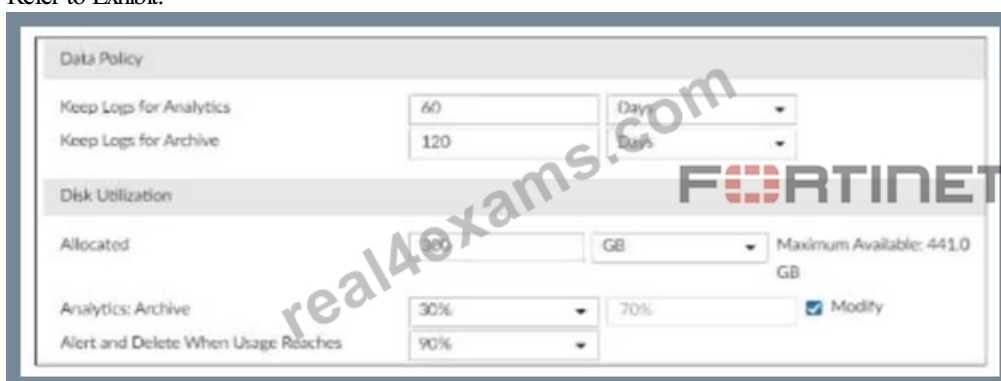 Refer to Exhibit:
Data Policy
Keep Logs for Analytics 60 Days
Keep Logs for Archive 120 Days
FORTINET
Disk Utilization
Allocated 300 GB Maximum Available: 441.0 GB
Analytics: Archive 30% 70% Modify
Alert and Delete When Usage Reaches 90%
real4exams.com